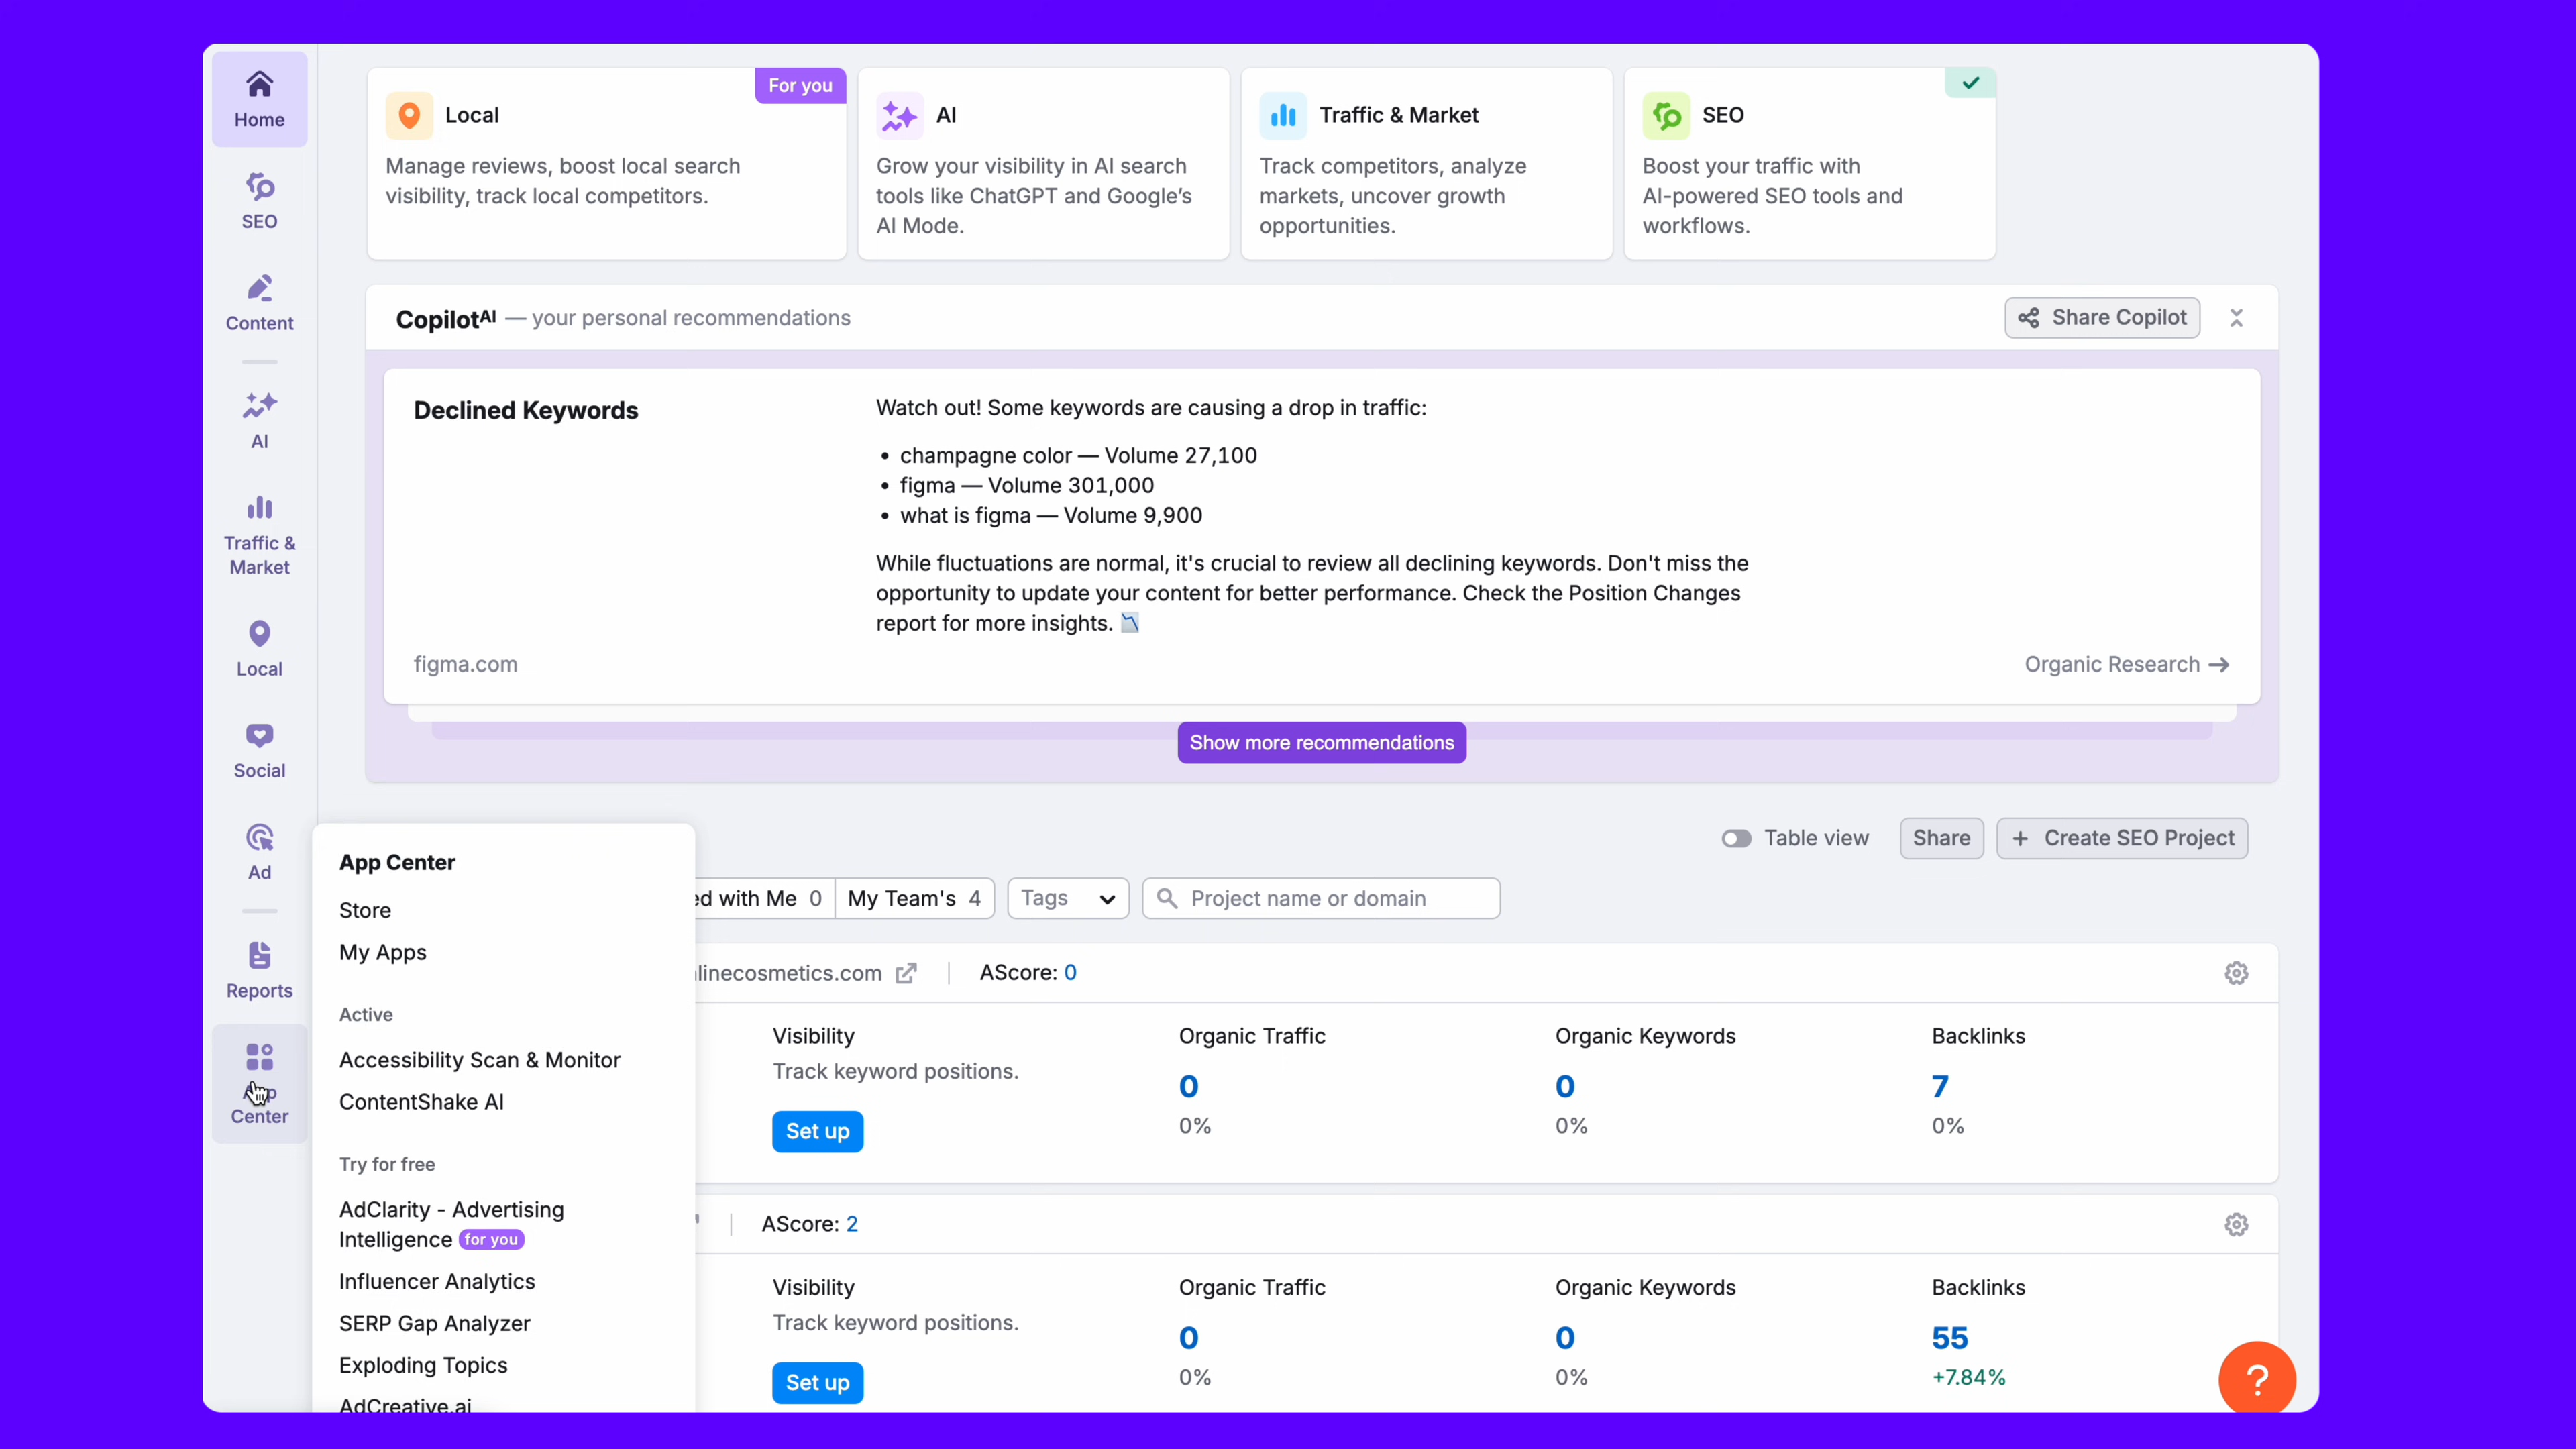 Home
SEO
Content
AI
Traffic &
Market
Local
Social
Ad
Reports
Center
For you
Local
Manage reviews, boost local search
visibility, track local competitors.
AI
Grow your visibility in AI search
tools like ChatGPT and Google’s
AI Mode.
Traffic & Market
Track competitors, analyze
markets, uncover growth
opportunities.
SEO
Boost your traffic with
AI-powered SEO tools and
workflows.
CopilotAI — your personal recommendations
Share Copilot
Declined Keywords
Watch out! Some keywords are causing a drop in traffic:
• champagne color — Volume 27,100
• figma — Volume 301,000
• what is figma — Volume 9,900
While fluctuations are normal, it's crucial to review all declining keywords. Don't miss the
opportunity to update your content for better performance. Check the Position Changes
report for more insights.
figma.com
Organic Research →
Show more recommendations
App Center
Store
My Apps
Active
Accessibility Scan & Monitor
ContentShake AI
Try for free
AdClarity - Advertising
Intelligence for you
Influencer Analytics
SERP Gap Analyzer
Exploding Topics
AdCreative.ai
Table view
Share
+ Create SEO Project
ed with Me 0
My Team's 4
Tags
Project name or domain
linecosmetics.com
AScore: 0
Visibility
Track keyword positions.
Set up
Organic Traffic
0
0%
Organic Keywords
0
0%
Backlinks
7
0%
AScore: 2
Visibility
Track keyword positions.
Set up
Organic Traffic
0
0%
Organic Keywords
0
0%
Backlinks
55
+7.84%
?